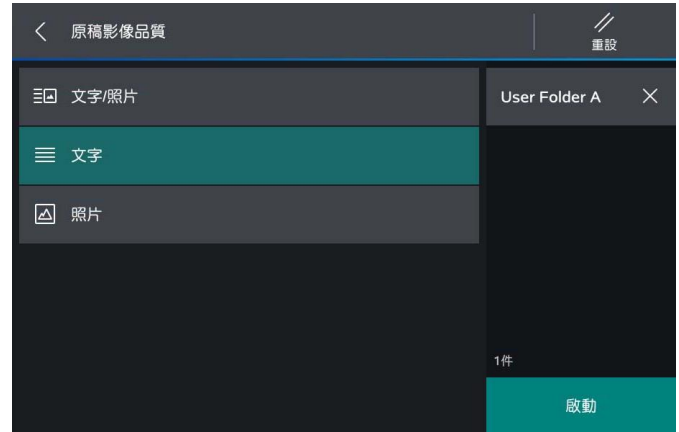 原稿影像品質
重設
文字/照片
文字
照片
User Folder A
1件
啟動